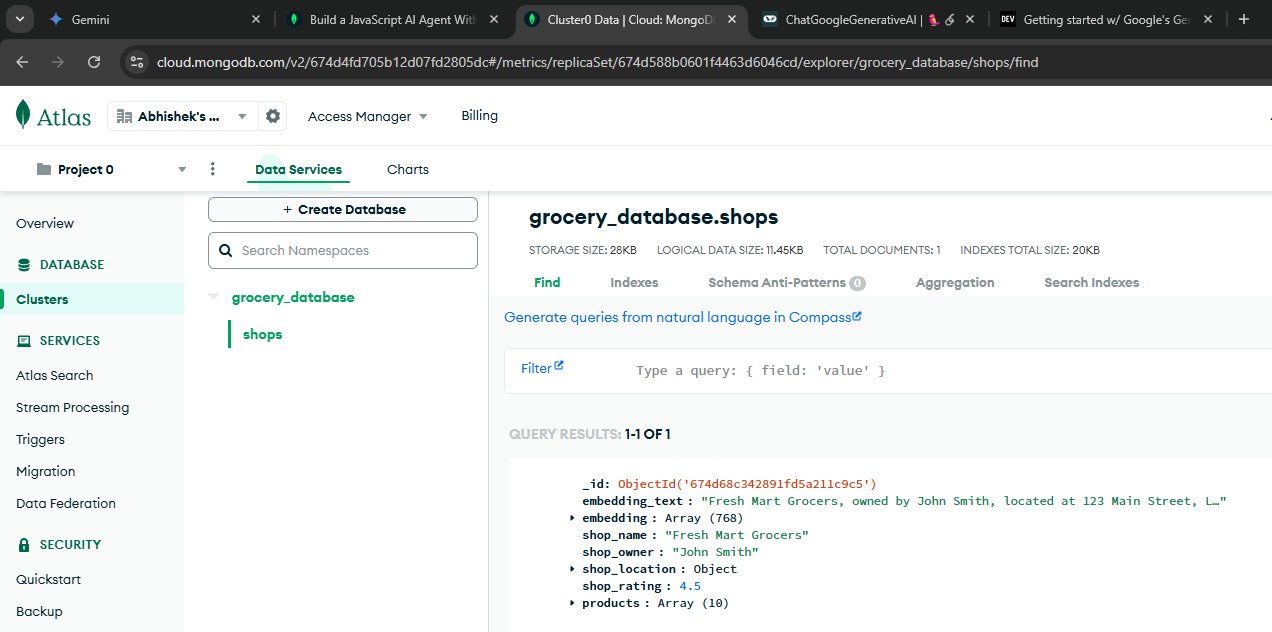 Gemini
Build a JavaScript AI Agent With
Cluster0 Data | Cloud: MongoDB
ChatGoogleGenerativeAI | 🦜🔗
DEV Getting started w/ Google's Ge
cloud.mongodb.com/v2/674d4fd705b12d07fd2805dc#/metrics/replicaSet/674d588b0601f4463d6046cd/explorer/grocery_database/shops/find
Atlas
Abhishek's ...
Access Manager
Billing
Project 0
Data Services
Charts
Overview
DATABASE
Clusters
SERVICES
Atlas Search
Stream Processing
Triggers
Migration
Data Federation
SECURITY
Quickstart
Backup
+ Create Database
Search Namespaces
grocery_database
shops
grocery_database.shops
STORAGE SIZE: 28KB LOGICAL DATA SIZE: 11.45KB TOTAL DOCUMENTS: 1 INDEXES TOTAL SIZE: 20KB
Find Indexes Schema Anti-Patterns 0 Aggregation Search Indexes
Generate queries from natural language in Compass
Filter
Type a query: { field: 'value' }
QUERY RESULTS: 1-1 OF 1
_id: ObjectId('674d68c342891fd5a211c9c5')
embedding_text : "Fresh Mart Grocers, owned by John Smith, located at 123 Main Street, L…"
embedding : Array (768)
shop_name : "Fresh Mart Grocers"
shop_owner : "John Smith"
shop_location : Object
shop_rating : 4.5
products : Array (10)